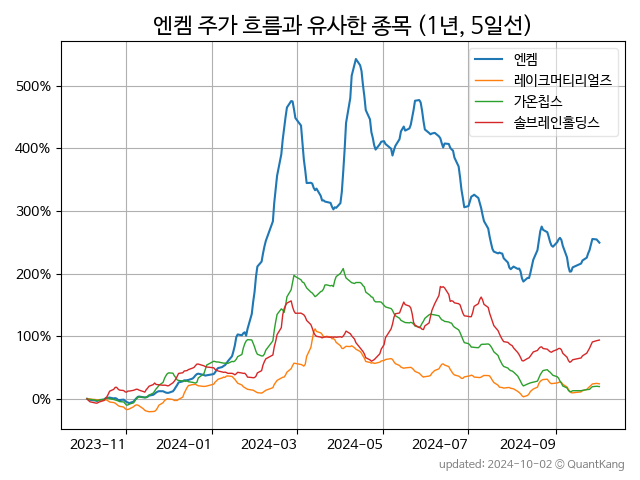 엔켐 주가 흐름과 유사한 종목 (1년, 5일선)
엔켐
레이크머티리얼즈
가온칩스
솔브레인홀딩스
500%
400%
300%
200%
100%
0%
2023-11 2024-01 2024-03 2024-05 2024-07 2024-09
updated: 2024-10-02 © QuantKang